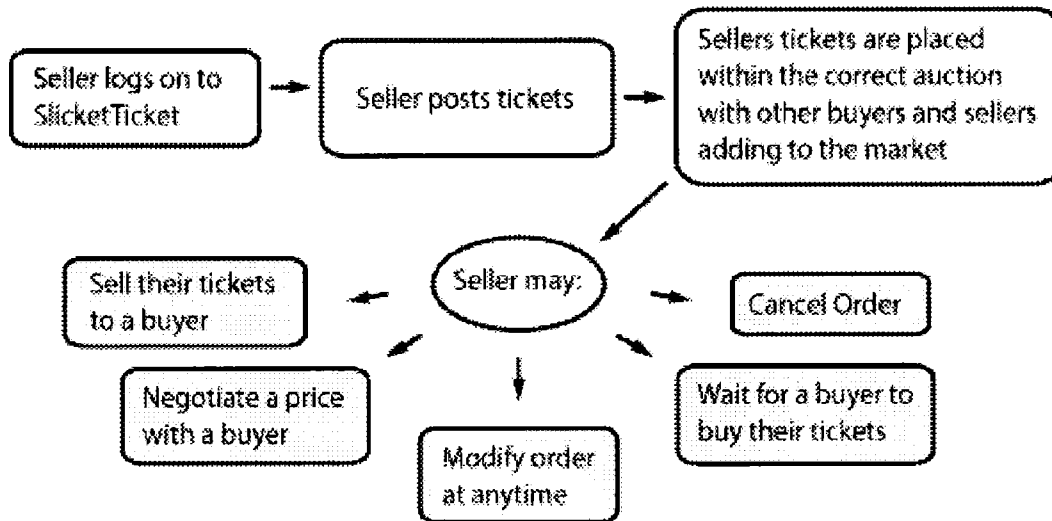 Seller logs on to
SlicketTicket
Seller posts tickets
Sellers tickets are placed
within the correct auction
with other buyers and sellers
adding to the market
Seller may:
Sell their tickets
to a buyer
Negotiate a price
with a buyer
Modify order
at anytime
Wait for a buyer to
buy their tickets
Cancel Order